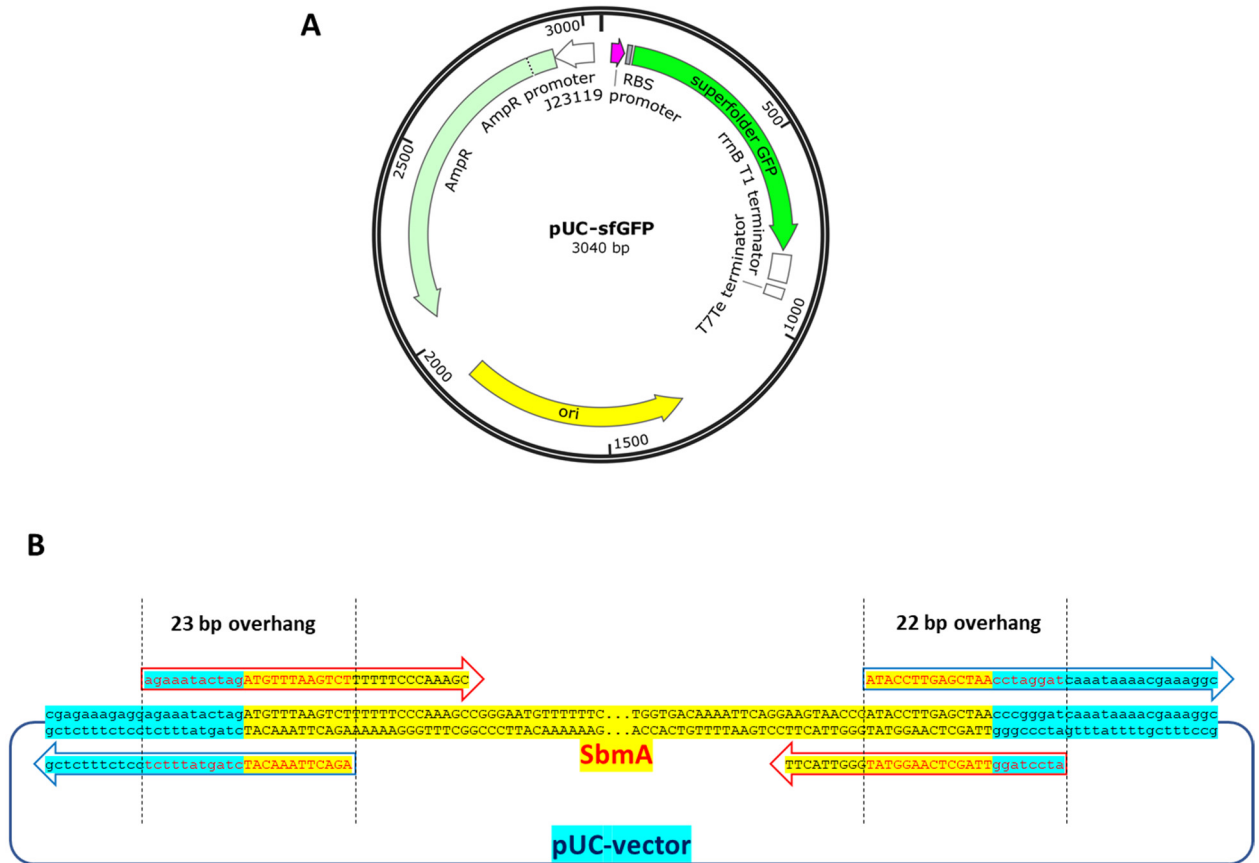 A
3000
500
1000
1500
2000
2500
AmpR promoter
J23119 promoter
RBS
superfolder GFP
rrnB T1 terminator
T7Te terminator
AmpR
ori
pUC-sfGFP
3040 bp
B
23 bp overhang
22 bp overhang
agaaatactagATGTTTAAGTCTTTTTTCCCAAAGC
ATACCTTGAGCTAAcctaggatcaaataaaacgaaaggc
cgagaaagaggagaaatactagATGTTTAAGTCTTTTTTCCCAAAGCCGGGAATGTTTTTTC...TGGTGACAAAATTCAGGAAGTAACCCATACCTTGAGCTAAcccgggatcaaataaaacgaaaggc
gctctttctcctctttatgatcTACAAATTCAGAAAAAAGGGTTTCGGCCCTTACAAAAAAG...ACCACTGTTTTAAGTCCTTCATTGGGTATGGAACTCGATTgggccctagtttattttgctttccg
SbmA
gctctttctcctctttatgatcTACAAATTCAGA
TTCATTGGGTATGGAACTCGATTggatccta
pUC-vector